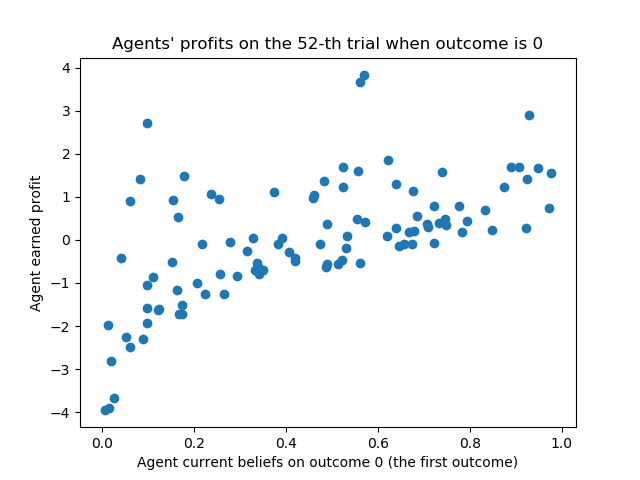 Agents' profits on the 52-th trial when outcome is 0
4
3
2
1
0
−1
−2
−3
−4
Agent earned profit
0.0 0.2 0.4 0.6 0.8 1.0
Agent current beliefs on outcome 0 (the first outcome)